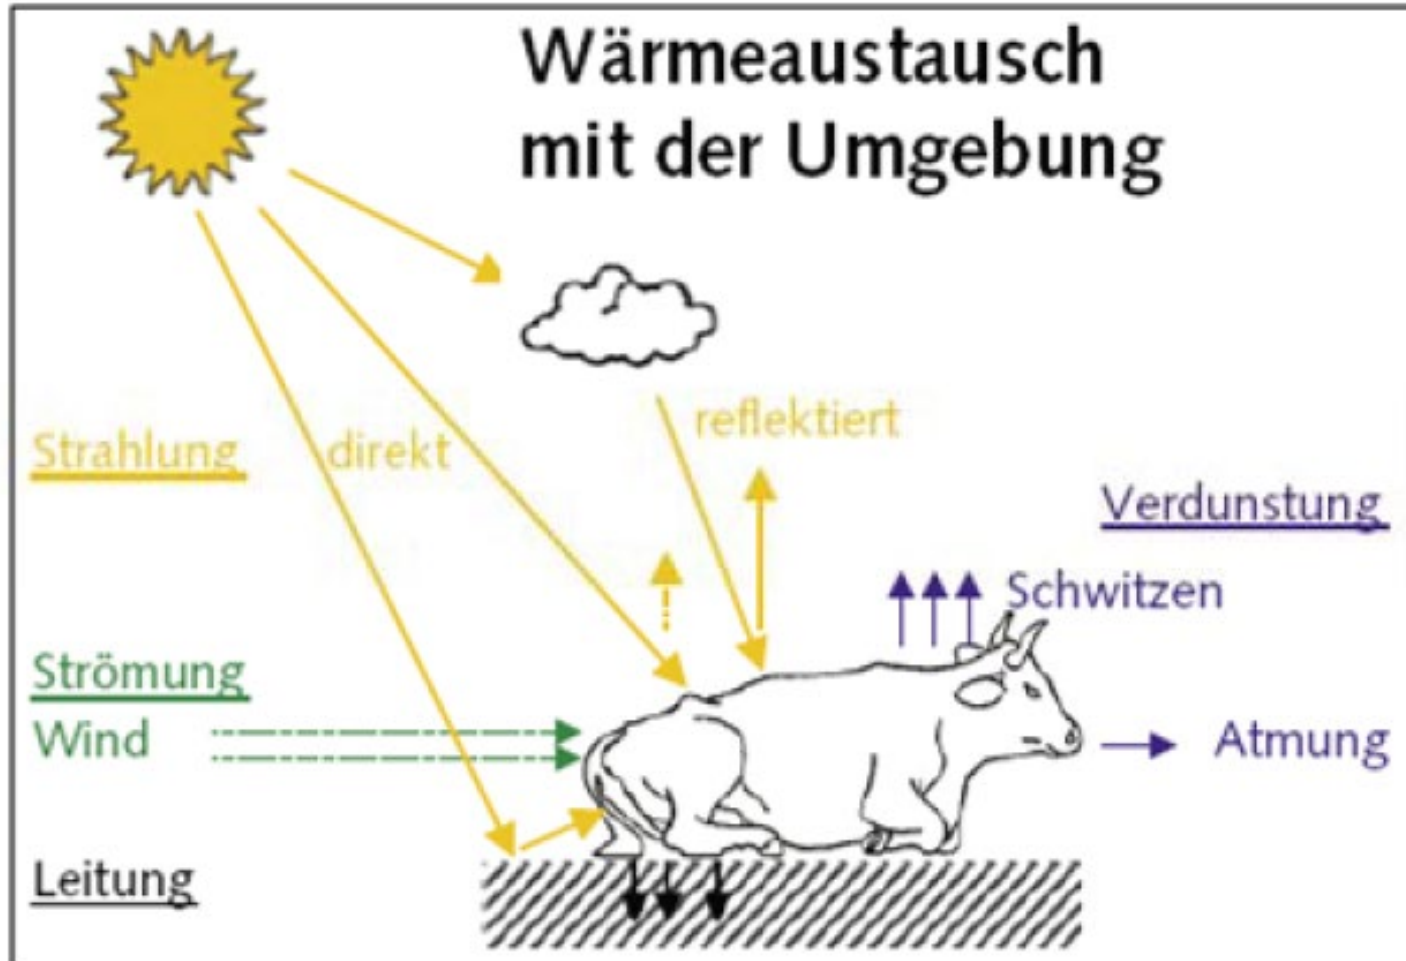 Wärmeaustausch
mit der Umgebung
reflektiert
Strahlung
direkt
Verdunstung
Schwitzen
Strömung
Wind
Atmung
Leitung